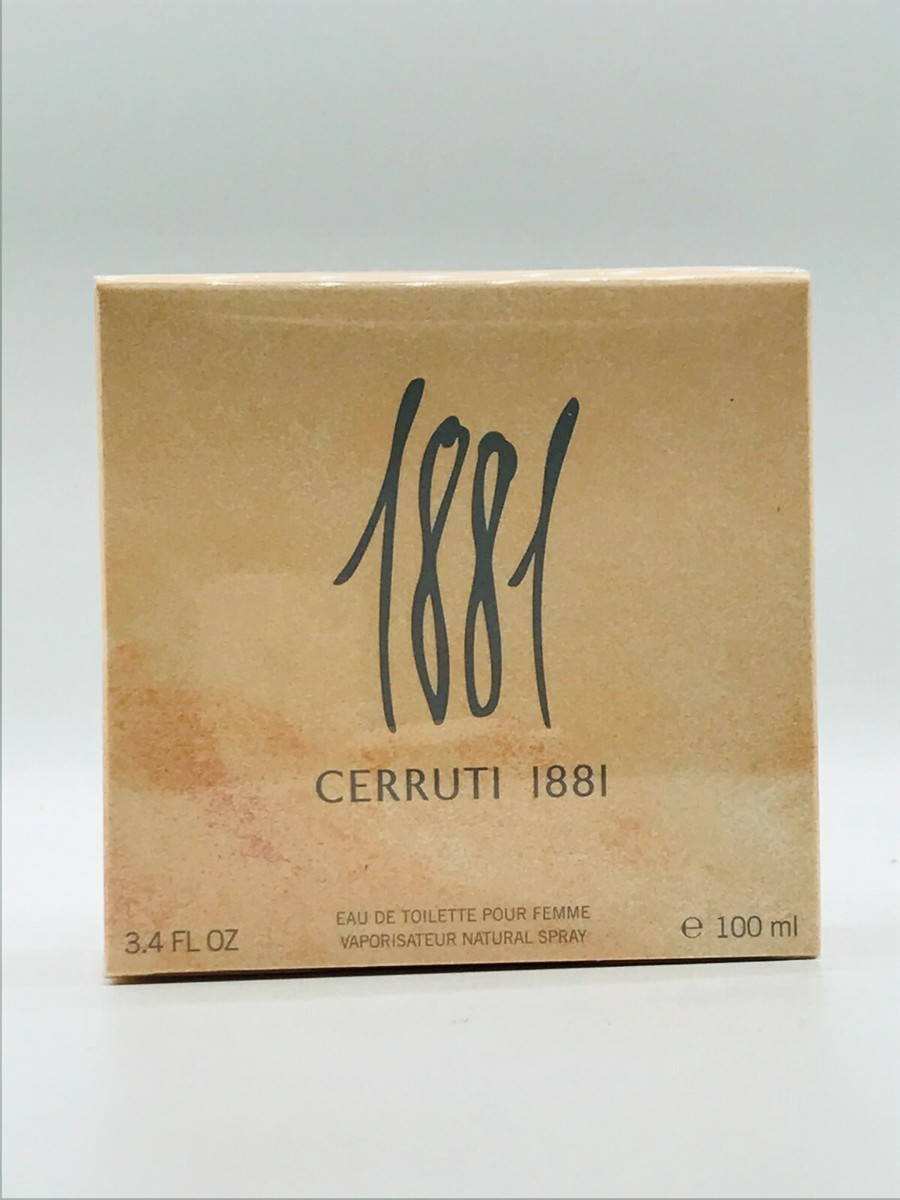 1881
CERRUTI 1881
EAU DE TOILETTE POUR FEMME
VAPORISATEUR NATURAL SPRAY
3.4 FL OZ
℮ 100 ml